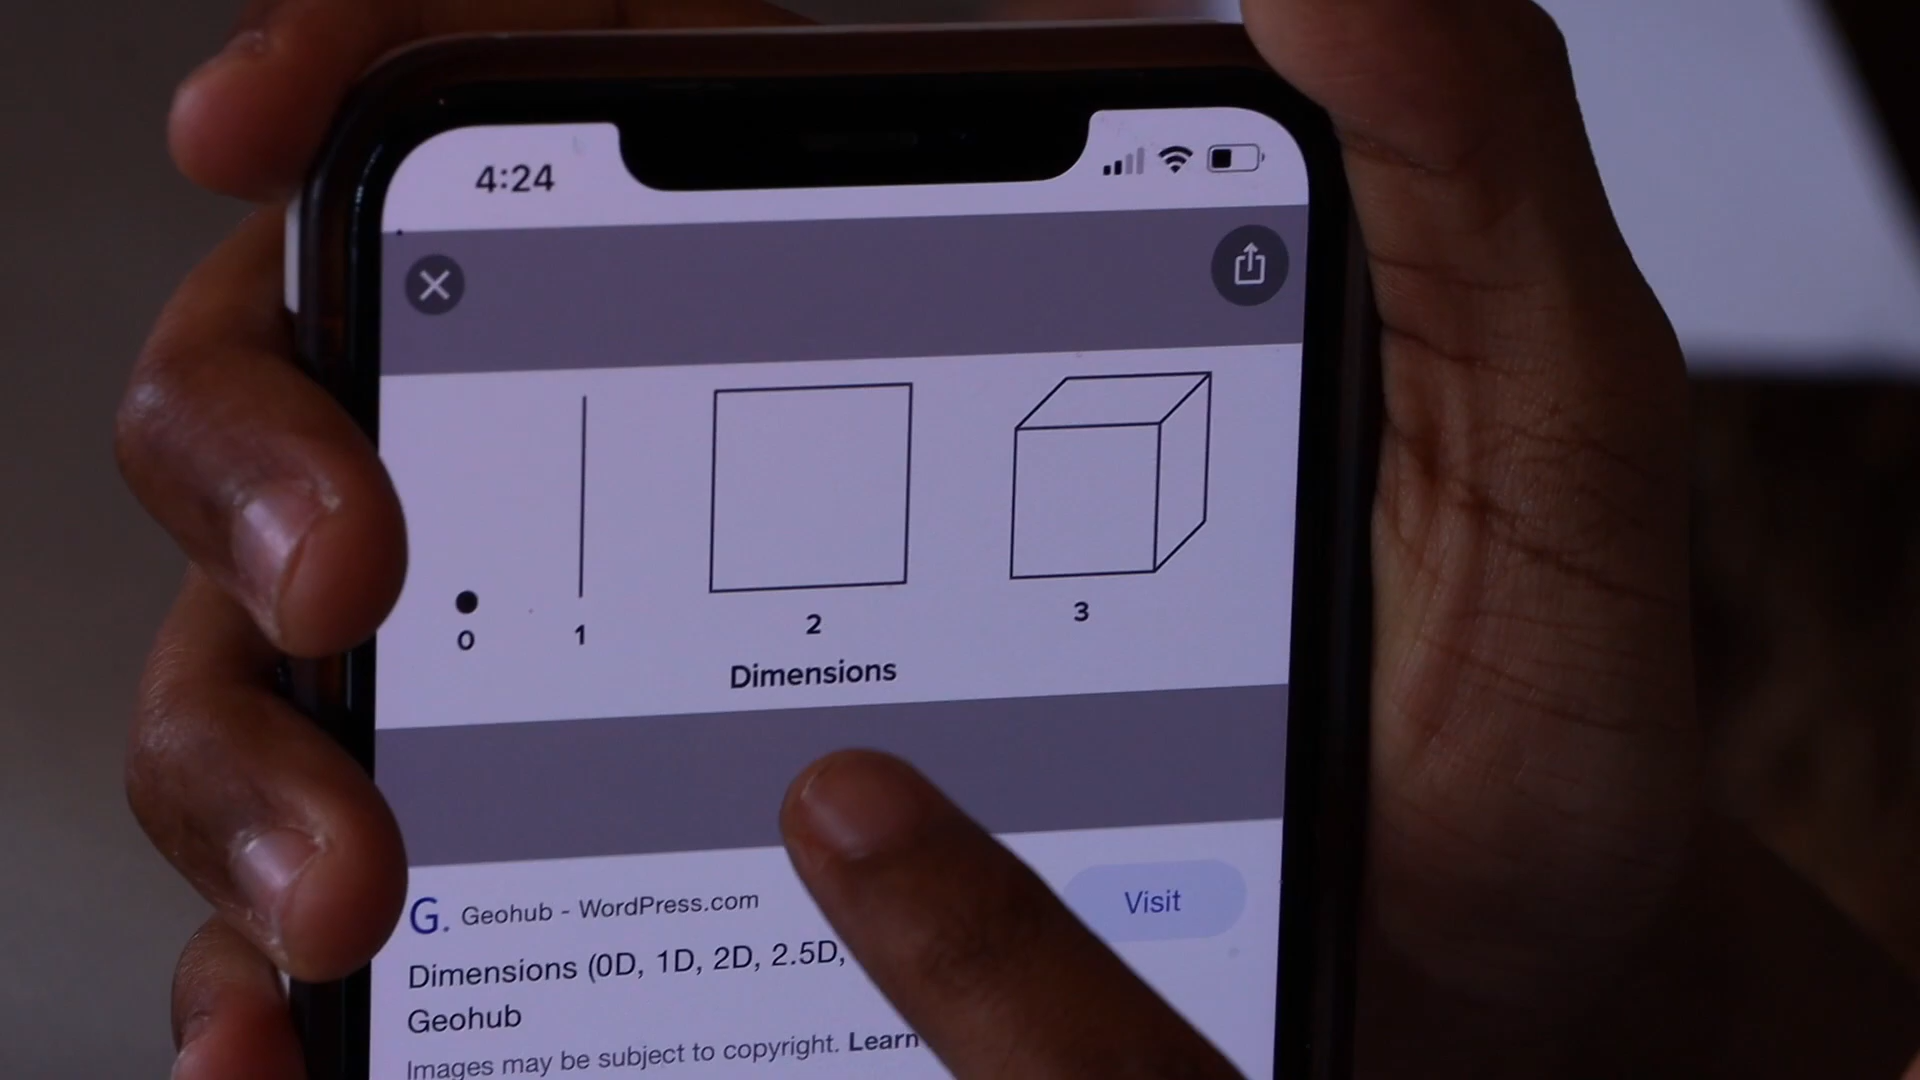 4:24
0
1
2
3
Dimensions
G. Geohub - WordPress.com
Visit
Dimensions (0D, 1D, 2D, 2.5D,
Geohub
Images may be subject to copyright. Learn